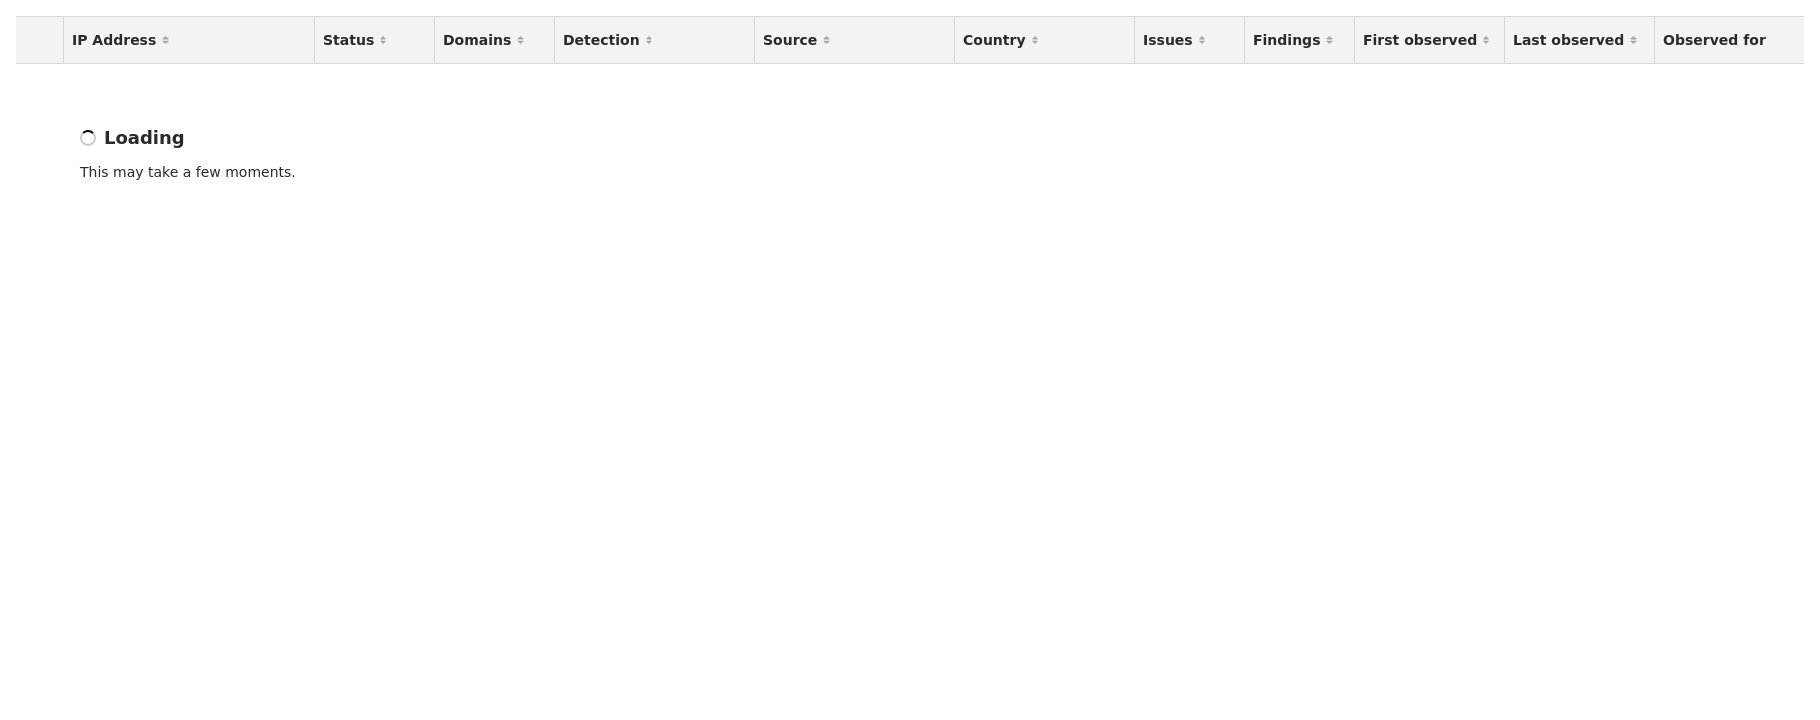 IP Address Status Domains Detection Source Country Issues Findings First observed Last observed Observed for
Loading
This may take a few moments.